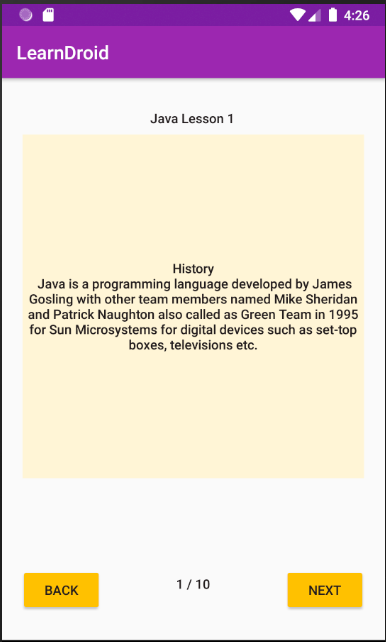 4:26
LearnDroid
Java Lesson 1
History
Java is a programming language developed by James
Gosling with other team members named Mike Sheridan
and Patrick Naughton also called as Green Team in 1995
for Sun Microsystems for digital devices such as set-top
boxes, televisions etc.
BACK
1 / 10
NEXT